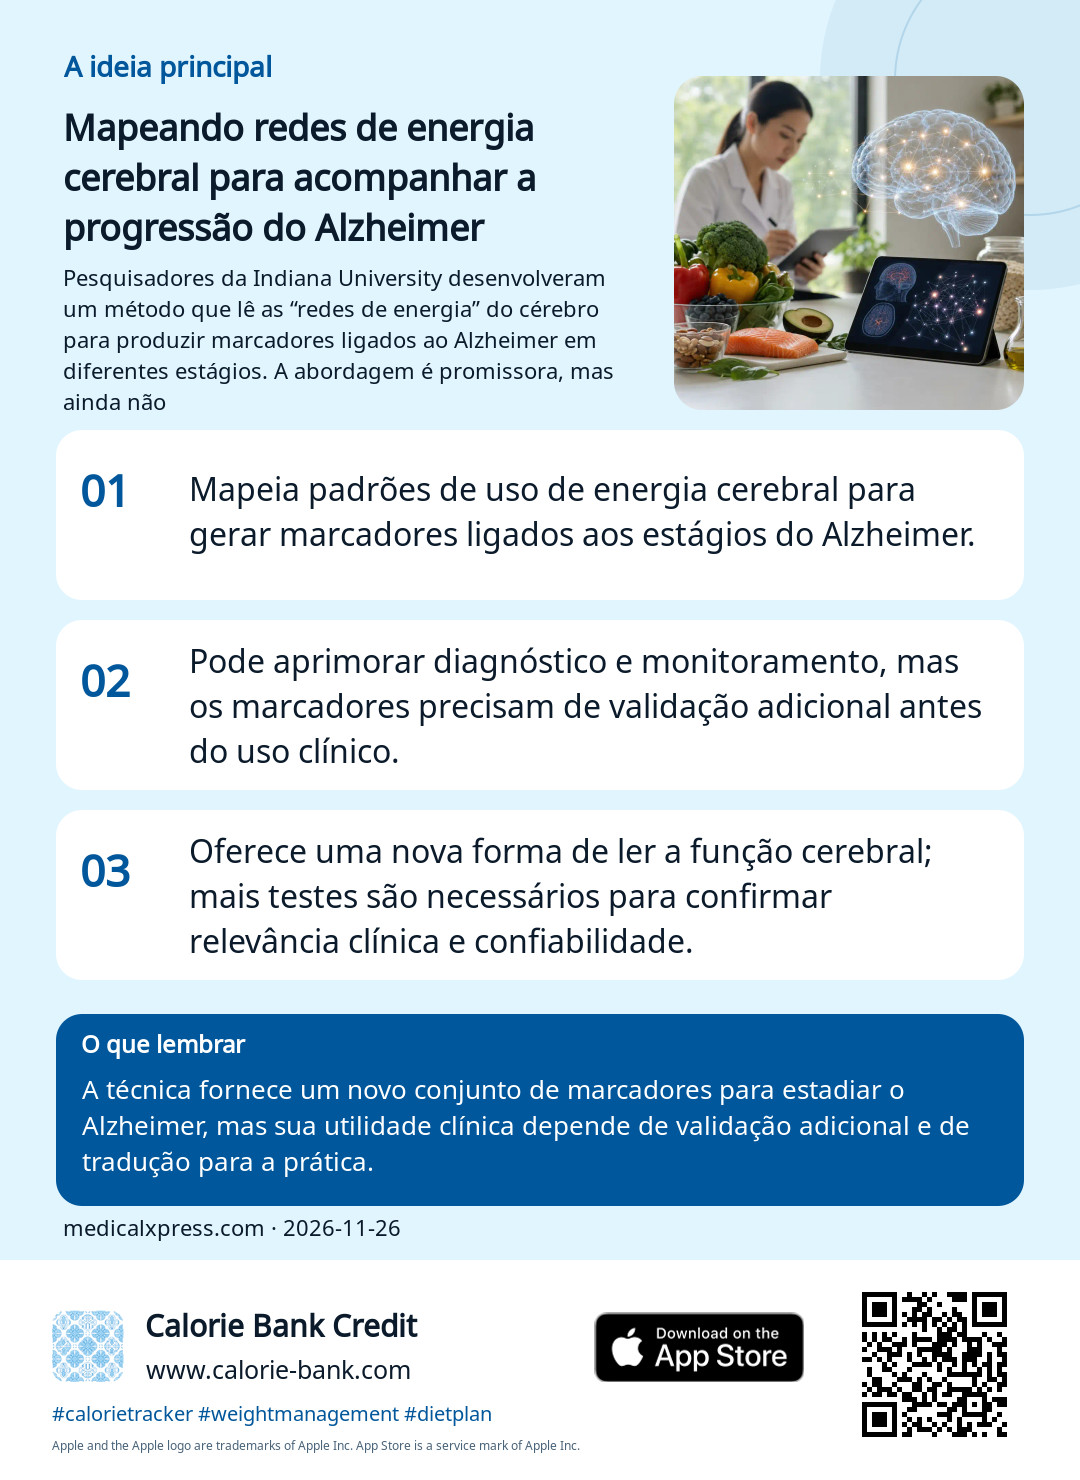 A ideia principal
Mapeando redes de energia
cerebral para acompanhar a
progressão do Alzheimer
Pesquisadores da Indiana University desenvolveram
um método que lê as “redes de energia” do cérebro
para produzir marcadores ligados ao Alzheimer em
diferentes estágios. A abordagem é promissora, mas
ainda não
01
Mapeia padrões de uso de energia cerebral para
gerar marcadores ligados aos estágios do Alzheimer.
02
Pode aprimorar diagnóstico e monitoramento, mas
os marcadores precisam de validação adicional antes
do uso clínico.
03
Oferece uma nova forma de ler a função cerebral;
mais testes são necessários para confirmar
relevância clínica e confiabilidade.
O que lembrar
A técnica fornece um novo conjunto de marcadores para estadiar o
Alzheimer, mas sua utilidade clínica depende de validação adicional e de
tradução para a prática.
medicalxpress.com · 2026-11-26
Calorie Bank Credit
www.calorie-bank.com
Download on the
App Store
#calorietracker #weightmanagement #dietplan
Apple and the Apple logo are trademarks of Apple Inc. App Store is a service mark of Apple Inc.